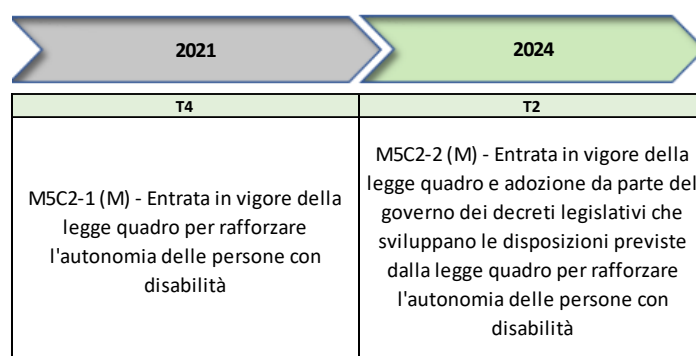 2021
2024
T4
T2
M5C2-1 (M) - Entrata in vigore della
legge quadro per rafforzare
l'autonomia delle persone con
disabilità
M5C2-2 (M) - Entrata in vigore della
legge quadro e adozione da parte del
governo dei decreti legislativi che
sviluppano le disposizioni previste
dalla legge quadro per rafforzare
l'autonomia delle persone con
disabilità